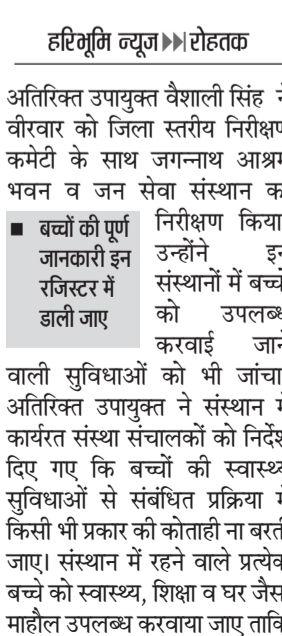 हरिभूमि न्यूज ▶▶ रोहतक
अतिरिक्त उपायुक्त वैशाली सिंह
वीरवार को जिला स्तरीय निरीक्षण
कमेटी के साथ जगन्नाथ आश्रम
भवन व जन सेवा संस्थान का
■ बच्चों की पूर्ण
जानकारी इन
रजिस्टर में
डाली जाए
निरीक्षण किया
उन्होंने इन
संस्थानों में बच्चों
को उपलब्ध
करवाई जाने
वाली सुविधाओं को भी जांचा
अतिरिक्त उपायुक्त ने संस्थान में
कार्यरत संस्था संचालकों को निर्देश
दिए गए कि बच्चों की स्वास्थ्य
सुविधाओं से संबंधित प्रक्रिया में
किसी भी प्रकार की कोताही ना बरती
जाए। संस्थान में रहने वाले प्रत्येक
बच्चे को स्वास्थ्य, शिक्षा व घर जैसा
माहौल उपलब्ध करवाया जाए ताकि